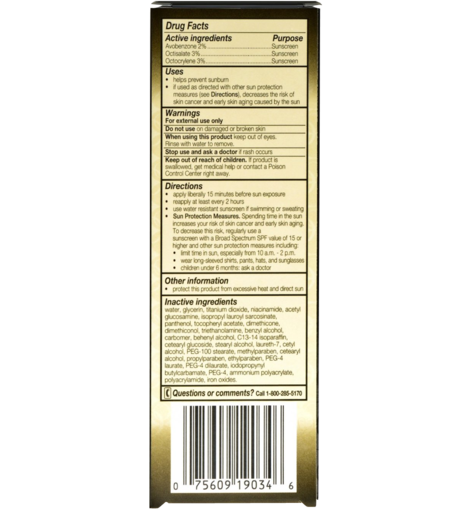 Drug Facts
Active ingredients Purpose
Avobenzone 2%......................Sunscreen
Octisalate 3%......................Sunscreen
Octocrylene 3%......................Sunscreen
Uses
• helps prevent sunburn
• if used as directed with other sun protection
measures (see Directions), decreases the risk of
skin cancer and early skin aging caused by the sun
Warnings
For external use only
Do not use on damaged or broken skin
When using this product keep out of eyes.
Rinse with water to remove.
Stop use and ask a doctor if rash occurs
Keep out of reach of children. If product is
swallowed, get medical help or contact a Poison
Control Center right away.
Directions
• apply liberally 15 minutes before sun exposure
• reapply at least every 2 hours
• use water resistant sunscreen if swimming or sweating
• Sun Protection Measures. Spending time in the sun
increases your risk of skin cancer and early skin aging.
To decrease this risk, regularly use a
sunscreen with a Broad Spectrum SPF value of 15 or
higher and other sun protection measures including:
• limit time in sun, especially from 10 a.m. - 2 p.m.
• wear long-sleeved shirts, pants, hats, and sunglasses
• children under 6 months: ask a doctor
Other information
• protect this product from excessive heat and direct sun
Inactive ingredients
water, glycerin, titanium dioxide, niacinamide, acetyl
glucosamine, isopropyl lauroyl sarcosinate,
panthenol, tocopheryl acetate, dimethicone,
dimethiconol, triethanolamine, benzyl alcohol,
carbomer, behenyl alcohol, C13-14 isoparaffin,
cetearyl glucoside, stearyl alcohol, laureth-7, cetyl
alcohol, PEG-100 stearate, methylparaben, cetearyl
alcohol, propylparaben, ethylparaben, PEG-4
laurate, PEG-4 dilaurate, iodopropynyl
butylcarbamate, PEG-4, ammonium polyacrylate,
polyacrylamide, iron oxides.
Questions or comments? Call 1-800-285-5170
0 75609 19034 6